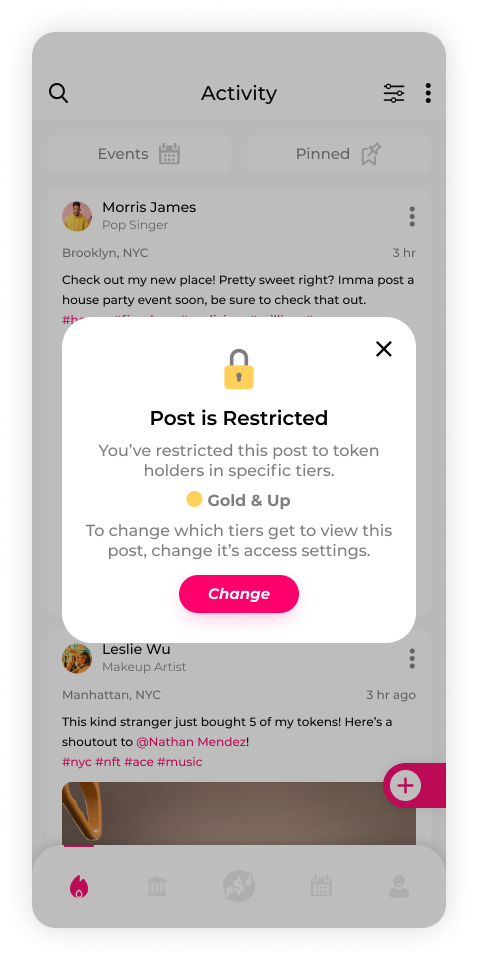 Activity
Events
Pinned
Morris James
Pop Singer
Brooklyn, NYC
3 hr
Check out my new place! Pretty sweet right? Imma post a
house party event soon, be sure to check that out.
Post is Restricted
You've restricted this post to token
holders in specific tiers.
Gold & Up
To change which tiers get to view this
post, change it's access settings.
Change
Leslie Wu
Makeup Artist
Manhattan, NYC
3 hr ago
This kind stranger just bought 5 of my tokens! Here's a
shoutout to @Nathan Mendez!
#nyc #nft #ace #music